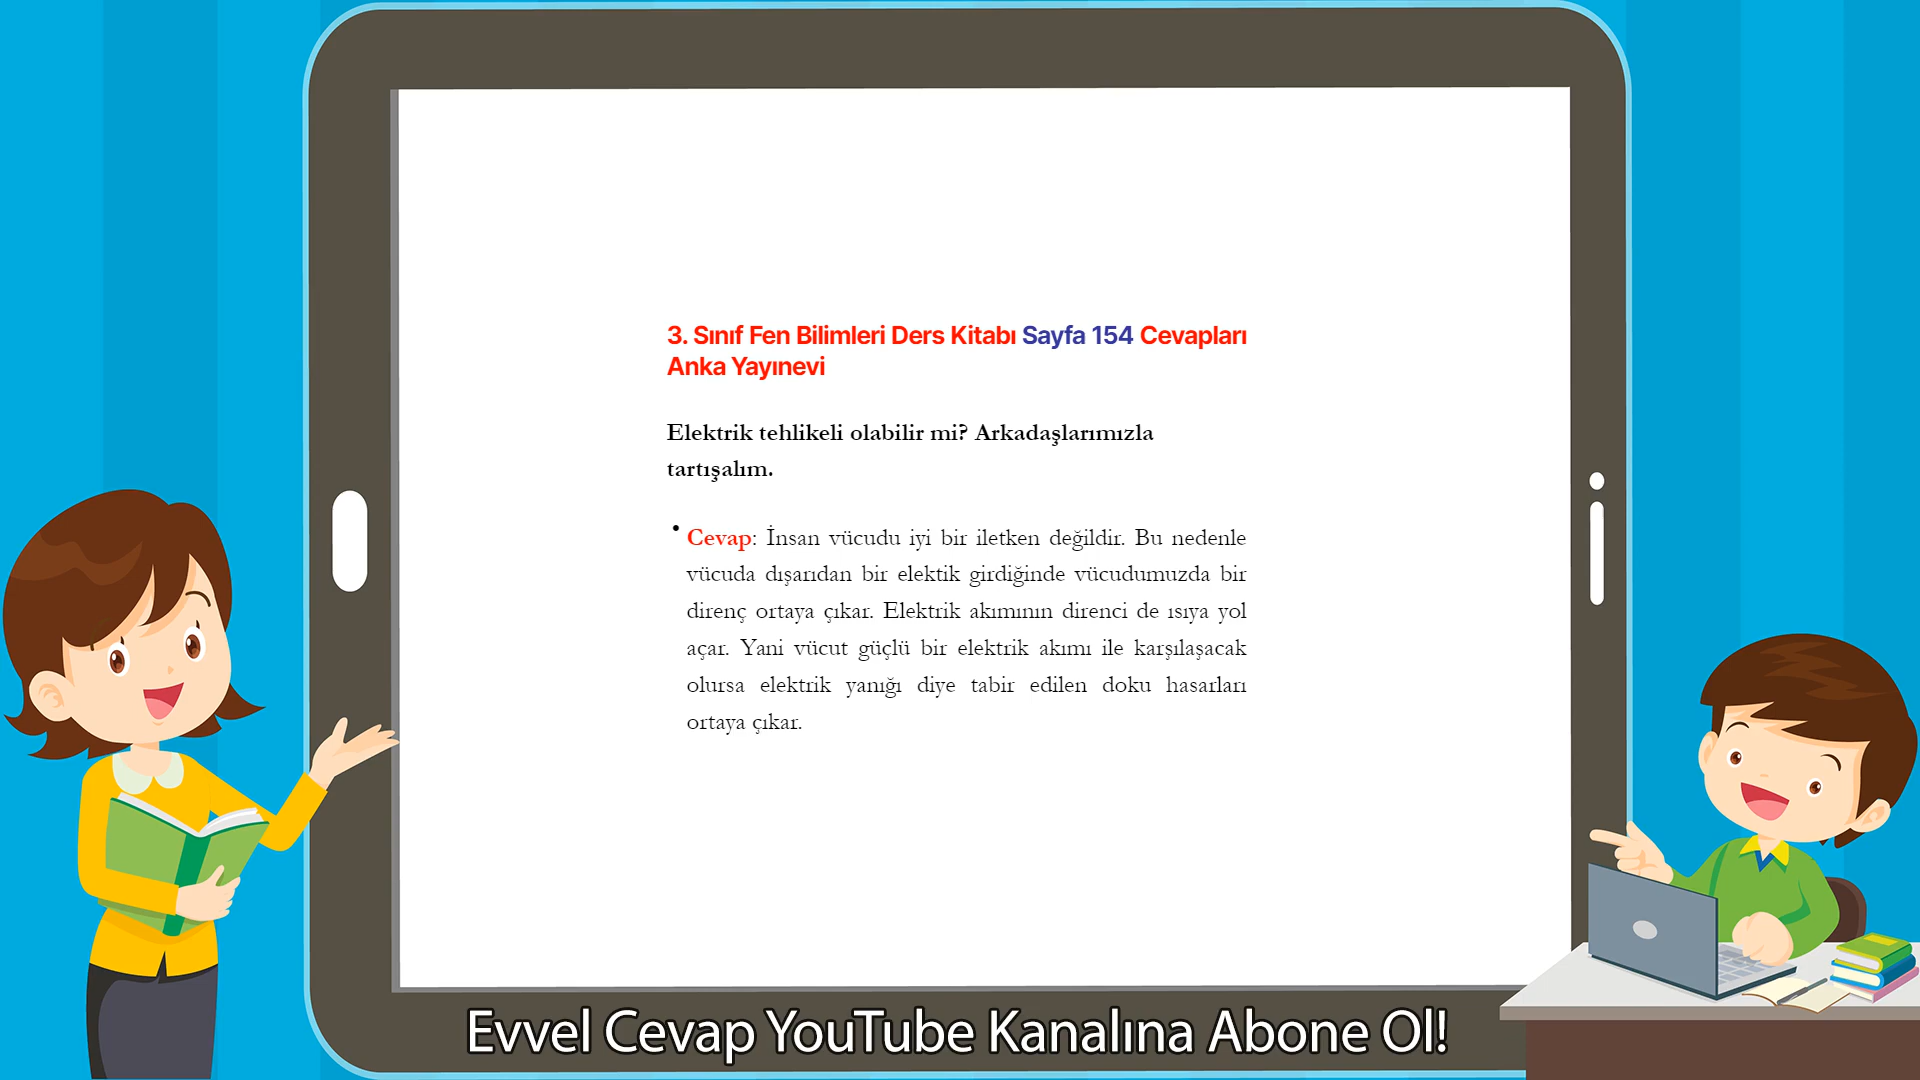 3. Sınıf Fen Bilimleri Ders Kitabı Sayfa 154 Cevapları
Anka Yayınevi
Elektrik tehlikeli olabilir mi? Arkadaşlarımızla
tartışalım.
• Cevap: İnsan vücudu iyi bir iletken değildir. Bu nedenle
vücuda dışarıdan bir elektik girdiğinde vücudumuzda bir
direnç ortaya çıkar. Elektrik akımının direnci de ısıya yol
açar. Yani vücut güçlü bir elektrik akımı ile karşılaşacak
olursa elektrik yanığı diye tabir edilen doku hasarları
ortaya çıkar.
Evvel Cevap YouTube Kanalına Abone Ol!